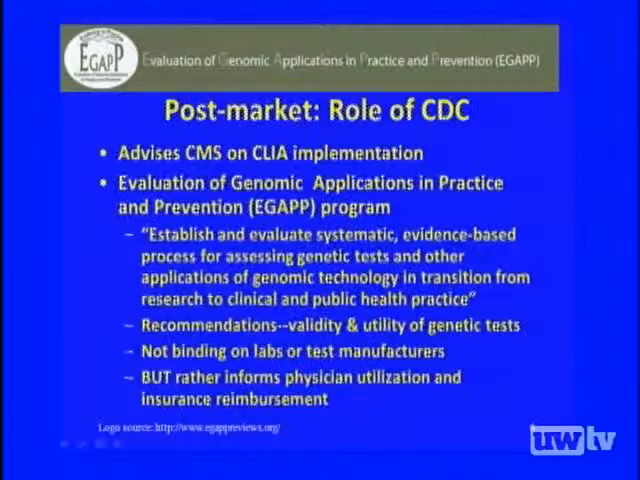 EGAPP
Evaluation of Genomic Applications in Practice and Prevention (EGAPP)
Post-market: Role of CDC
• Advises CMS on CLIA implementation
• Evaluation of Genomic Applications in Practice
and Prevention (EGAPP) program
– “Establish and evaluate systematic, evidence-based
process for assessing genetic tests and other
applications of genomic technology in transition from
research to clinical and public health practice”
– Recommendations--validity & utility of genetic tests
– Not binding on labs or test manufacturers
– BUT rather informs physician utilization and
insurance reimbursement
Logo source: http://www.egappreviews.org/
uwtv